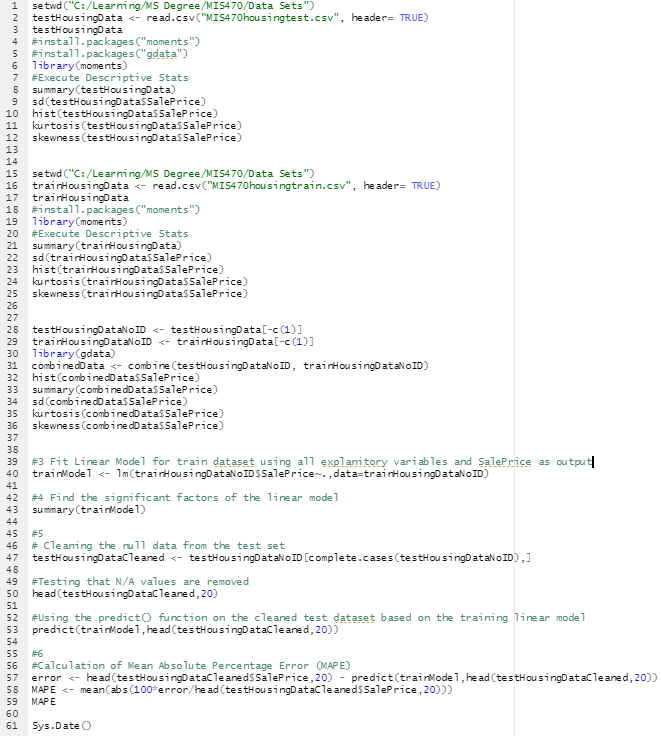 1 setwd("C:/Learning/MS Degree/MIS470/Data Sets")
2 testHousingData <- read.csv("MIS470housingtest.csv", header= TRUE)
3 testHousingData
4 #install.packages("moments")
5 #install.packages("gdata")
6 library(moments)
7 #Execute Descriptive Stats
8 summary(testHousingData)
9 sd(testHousingData$SalePrice)
10 hist(testHousingData$SalePrice)
11 kurtosis(testHousingData$SalePrice)
12 skewness(testHousingData$SalePrice)
13
14
15 setwd("C:/Learning/MS Degree/MIS470/Data Sets")
16 trainHousingData <- read.csv("MIS470housingtrain.csv", header= TRUE)
17 trainHousingData
18 #install.packages("moments")
19 library(moments)
20 #Execute Descriptive Stats
21 summary(trainHousingData)
22 sd(trainHousingData$SalePrice)
23 hist(trainHousingData$SalePrice)
24 kurtosis(trainHousingData$SalePrice)
25 skewness(trainHousingData$SalePrice)
26
27
28 testHousingDataNoID <- testHousingData[-c(1)]
29 trainHousingDataNoID <- trainHousingData[-c(1)]
30 library(gdata)
31 combinedData <- combine(testHousingDataNoID, trainHousingDataNoID)
32 hist(combinedData$SalePrice)
33 summary(combinedData$SalePrice)
34 sd(combinedData$SalePrice)
35 kurtosis(combinedData$SalePrice)
36 skewness(combinedData$SalePrice)
37
38
39 #3 Fit Linear Model for train dataset using all explanitory variables and SalePrice as output
40 trainModel <- lm(trainHousingDataNoID$SalePrice~.,data=trainHousingDataNoID)
41
42 #4 Find the significant factors of the linear model
43 summary(trainModel)
44
45 #5
46 # Cleaning the null data from the test set
47 testHousingDataCleaned <- testHousingDataNoID[complete.cases(testHousingDataNoID),]
48
49 #Testing that N/A values are removed
50 head(testHousingDataCleaned,20)
51
52 #Using the predict() function on the cleaned test dataset based on the training linear model
53 predict(trainModel,head(testHousingDataCleaned,20))
54
55 #6
56 #Calculation of Mean Absolute Percentage Error (MAPE)
57 error <- head(testHousingDataCleaned$SalePrice,20) - predict(trainModel,head(testHousingDataCleaned,20))
58 MAPE <- mean(abs(100*error/head(testHousingDataCleaned$SalePrice,20)))
59 MAPE
60
61 Sys.Date()